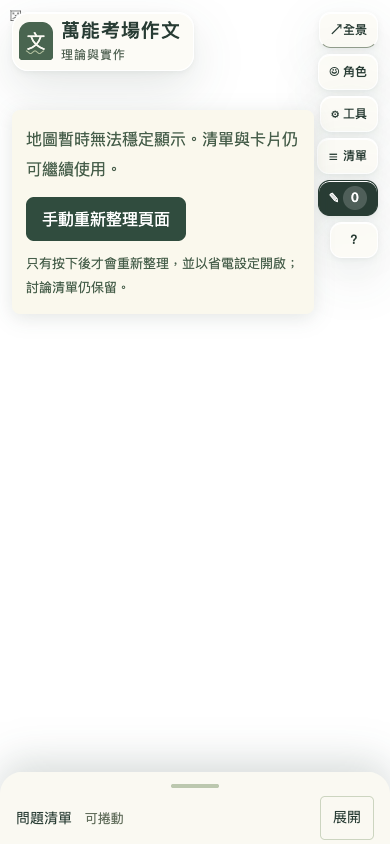 文
萬能考場作文
理論與實作
↗全景
☺ 角色
⚙ 工具
≡ 清單
✎ 0
?
地圖暫時無法穩定顯示。清單與卡片仍
可繼續使用。
手動重新整理頁面
只有按下後才會重新整理，並以省電設定開啟；
討論清單仍保留。
問題清單 可捲動
展開